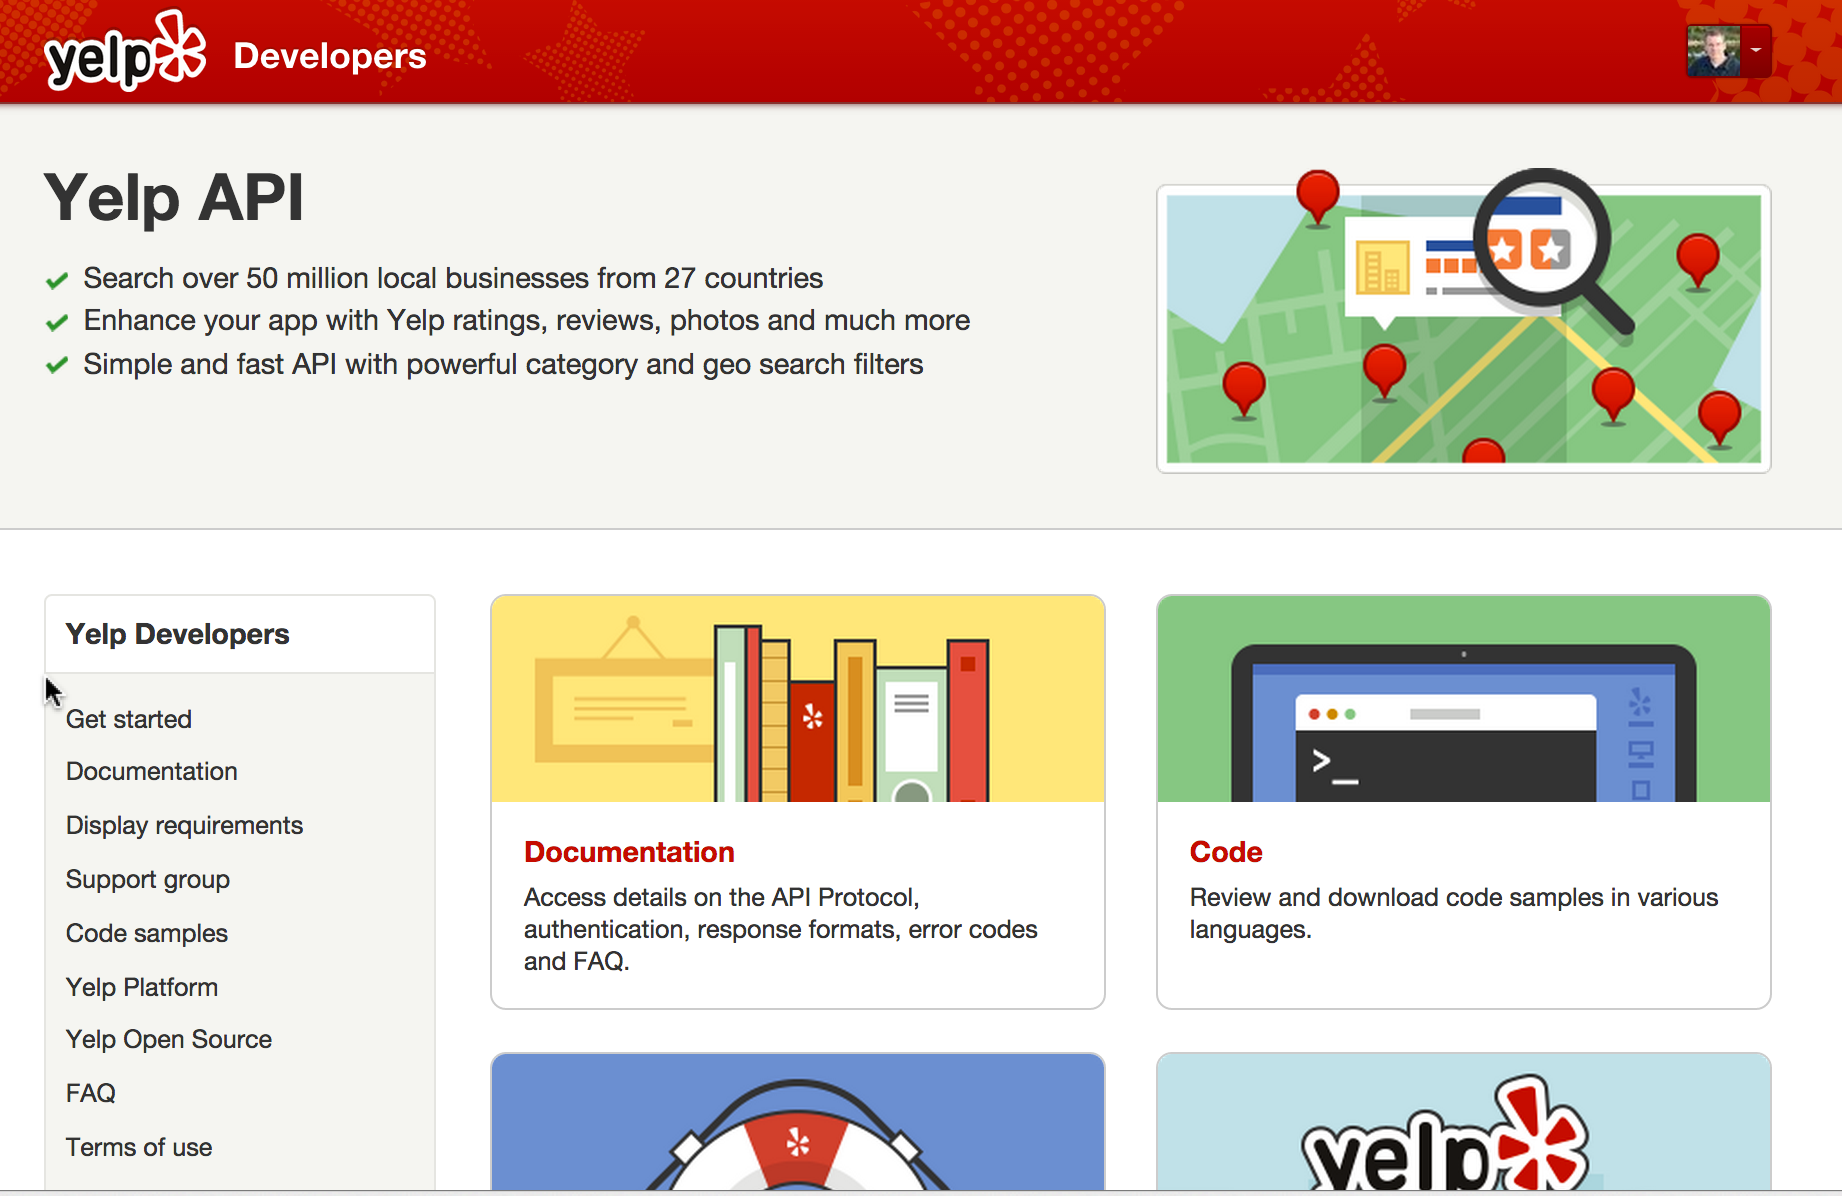 yelp Developers
Yelp API
Search over 50 million local businesses from 27 countries
Enhance your app with Yelp ratings, reviews, photos and much more
Simple and fast API with powerful category and geo search filters
Yelp Developers
Get started
Documentation
Display requirements
Support group
Code samples
Yelp Platform
Yelp Open Source
FAQ
Terms of use
>_
Documentation
Access details on the API Protocol,
authentication, response formats, error codes
and FAQ.
Code
Review and download code samples in various
languages.
yelp